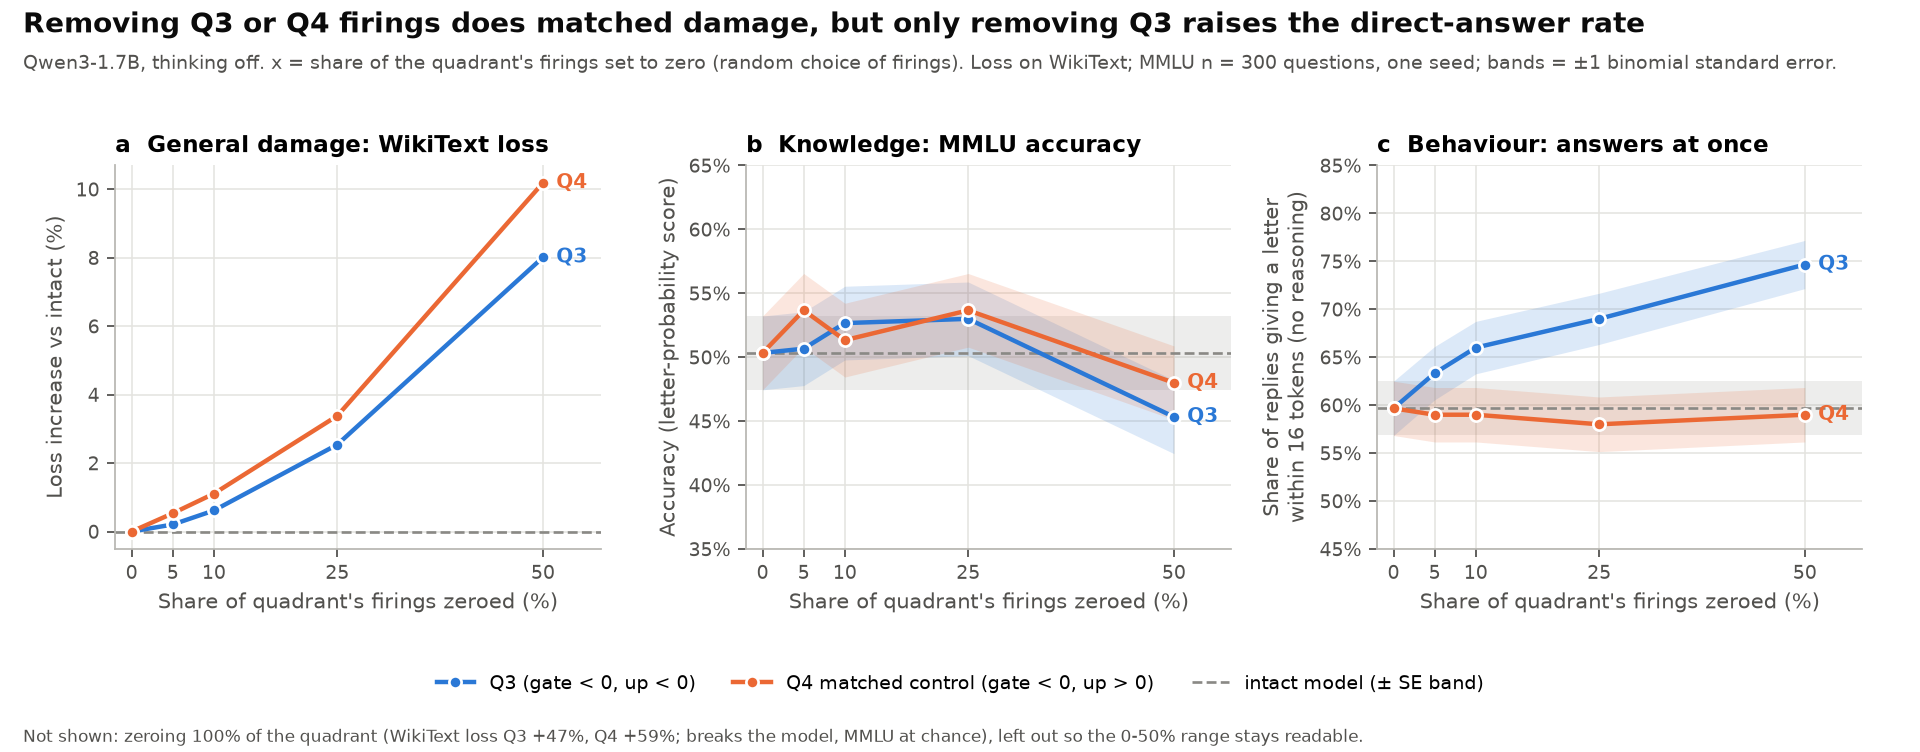 Removing Q3 or Q4 firings does matched damage, but only removing Q3 raises the direct-answer rate
Qwen3-1.7B, thinking off. x = share of the quadrant's firings set to zero (random choice of firings). Loss on WikiText; MMLU n = 300 questions, one seed; bands = ±1 binomial standard error.
a General damage: WikiText loss
Loss increase vs intact (%)
10
8
6
4
2
0
Q4
Q3
0 5 10 25 50
Share of quadrant's firings zeroed (%)
b Knowledge: MMLU accuracy
Accuracy (letter-probability score)
65%
60%
55%
50%
45%
40%
35%
Q4
Q3
0 5 10 25 50
Share of quadrant's firings zeroed (%)
c Behaviour: answers at once
Share of replies giving a letter
within 16 tokens (no reasoning)
85%
80%
75%
70%
65%
60%
55%
50%
45%
Q3
Q4
0 5 10 25 50
Share of quadrant's firings zeroed (%)
Q3 (gate < 0, up < 0)
Q4 matched control (gate < 0, up > 0)
intact model (± SE band)
Not shown: zeroing 100% of the quadrant (WikiText loss Q3 +47%, Q4 +59%; breaks the model, MMLU at chance), left out so the 0-50% range stays readable.